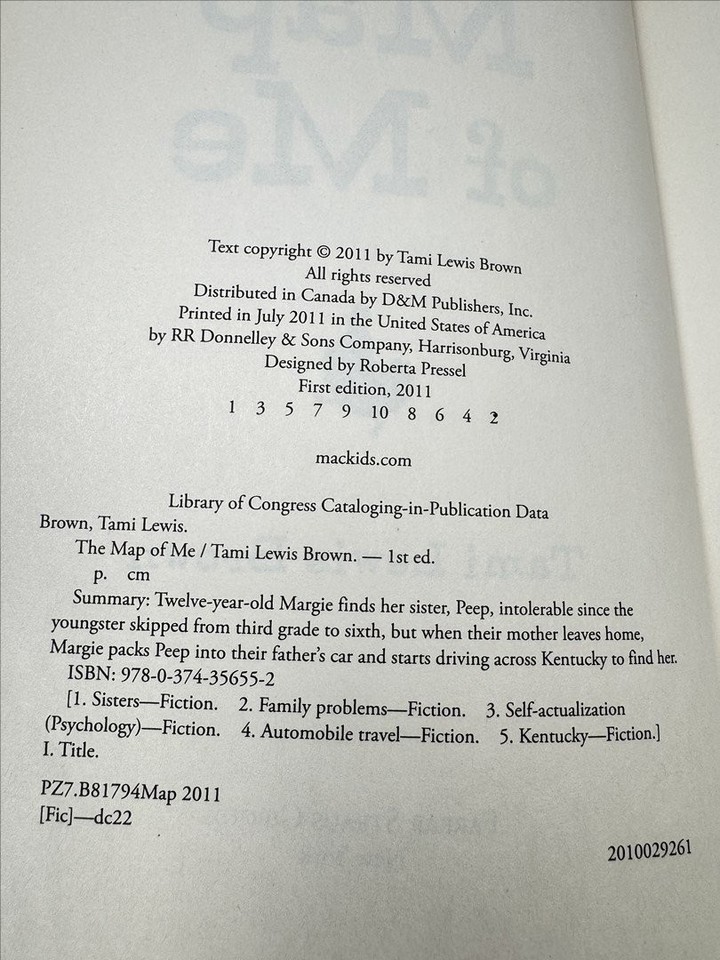 Map
of Me
Text copyright © 2011 by Tami Lewis Brown
All rights reserved
Distributed in Canada by D&M Publishers, Inc.
Printed in July 2011 in the United States of America
by RR Donnelley & Sons Company, Harrisonburg, Virginia
Designed by Roberta Pressel
First edition, 2011
1 3 5 7 9 10 8 6 4 2
mackids.com
Library of Congress Cataloging-in-Publication Data
Brown, Tami Lewis.
The Map of Me / Tami Lewis Brown. — 1st ed.
p. cm
Summary: Twelve-year-old Margie finds her sister, Peep, intolerable since the
youngster skipped from third grade to sixth, but when their mother leaves home,
Margie packs Peep into their father's car and starts driving across Kentucky to find her.
ISBN: 978-0-374-35655-2
[1. Sisters—Fiction. 2. Family problems—Fiction. 3. Self-actualization
(Psychology)—Fiction. 4. Automobile travel—Fiction. 5. Kentucky—Fiction.]
I. Title.
PZ7.B81794Map 2011
[Fic]—dc22
2010029261